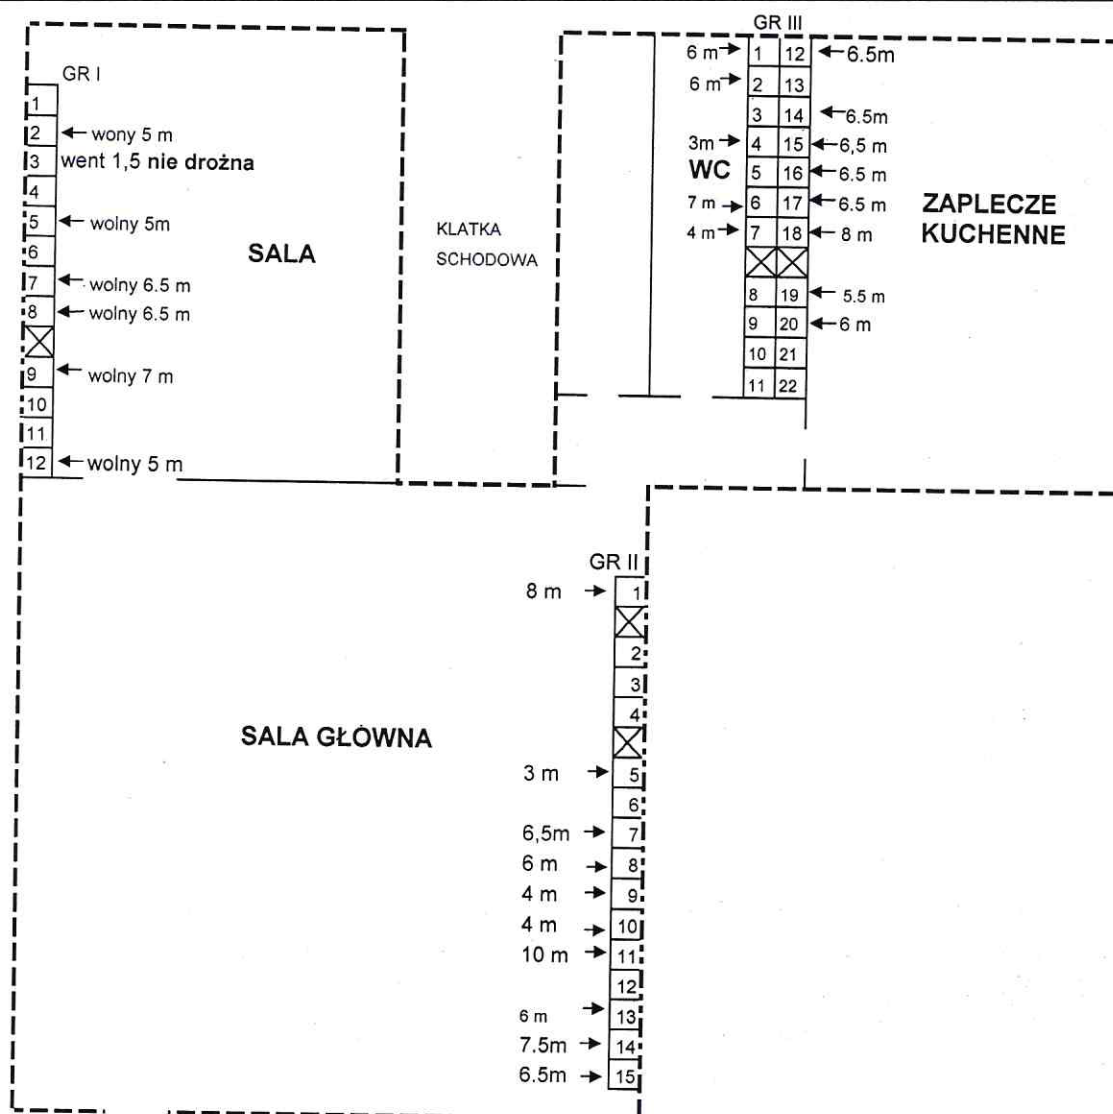 GR I
1
2 wony 5 m
3 went 1,5 nie drożna
4
5 wolny 5m
6
7 wolny 6.5 m
8 wolny 6.5 m
9 wolny 7 m
10
11
12 wolny 5 m
SALA
KLATKA
SCHODOWA
GR III
6 m 1 12 6.5m
6 m 2 13
3 14 6.5m
3m 4 15 6,5 m
WC 5 16 6.5 m
7 m 6 17 6.5 m
4 m 7 18 8 m
8 19 5.5 m
9 20 6 m
10 21
11 22
ZAPLECZE
KUCHENNE
GR II
8 m 1
2
3
4
3 m 5
6
6,5m 7
6 m 8
4 m 9
4 m 10
10 m 11
12
6 m 13
7.5m 14
6.5m 15
SALA GŁÓWNA